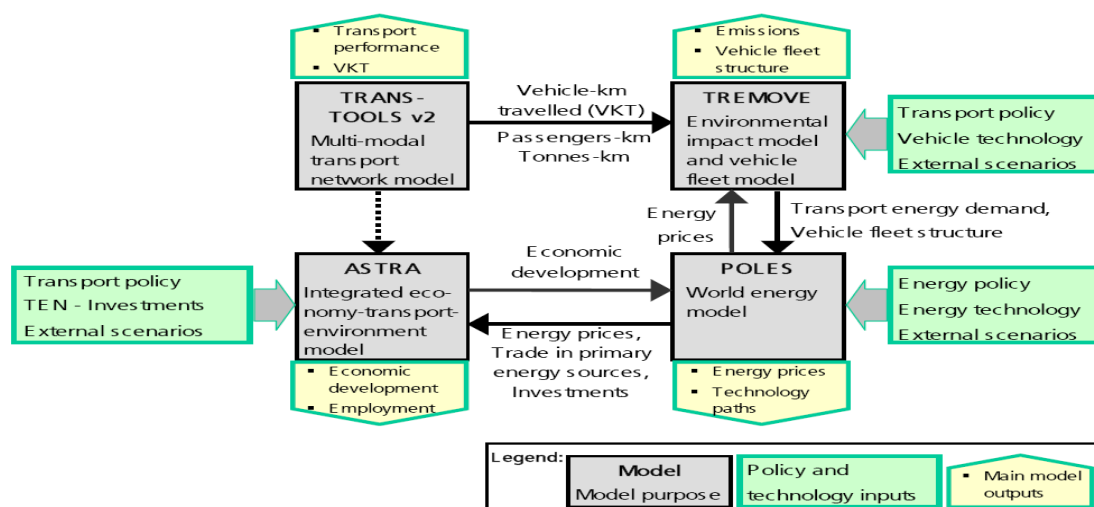 ▪ Transport
performance
▪ VKT
▪ Emissions
▪ Vehicle fleet
structure
TRANS-
TOOLS v2
Multi-modal
transport
network model
Vehicle-km
travelled (VKT)
Passengers-km
Tonnes-km
TREMOVE
Environmental
impact model
and vehicle
fleet model
Transport policy
Vehicle technology
External scenarios
Energy
prices
Transport energy demand,
Vehicle fleet structure
Transport policy
TEN - Investments
External scenarios
ASTRA
Integrated eco-
nomy-transport-
environment
model
Economic
development
Energy prices,
Trade in primary
energy sources,
Investments
POLES
World energy
model
Energy policy
Energy technology
External scenarios
▪ Economic
development
▪ Employment
▪ Energy prices
▪ Technology
paths
Legend:
Model
Model purpose
Policy and
technology inputs
▪ Main model
outputs